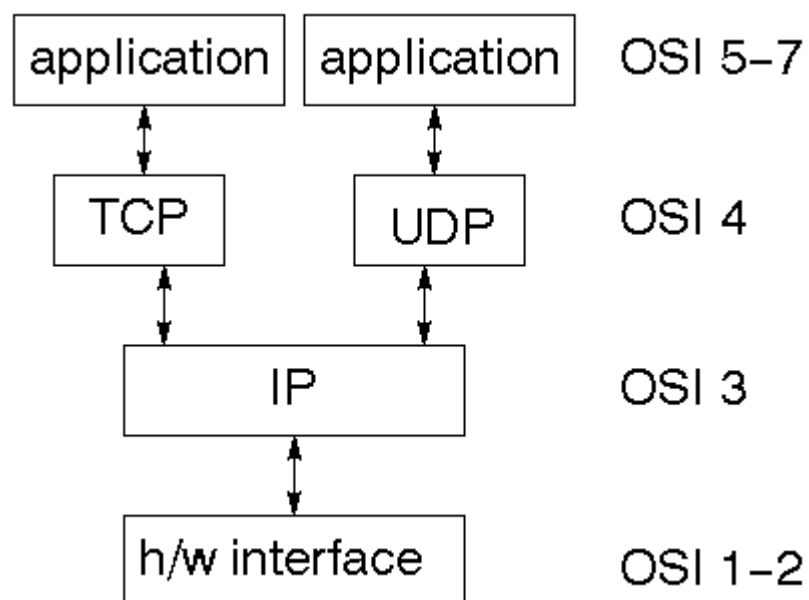 application application OSI 5–7
TCP UDP OSI 4
IP OSI 3
h/w interface OSI 1–2